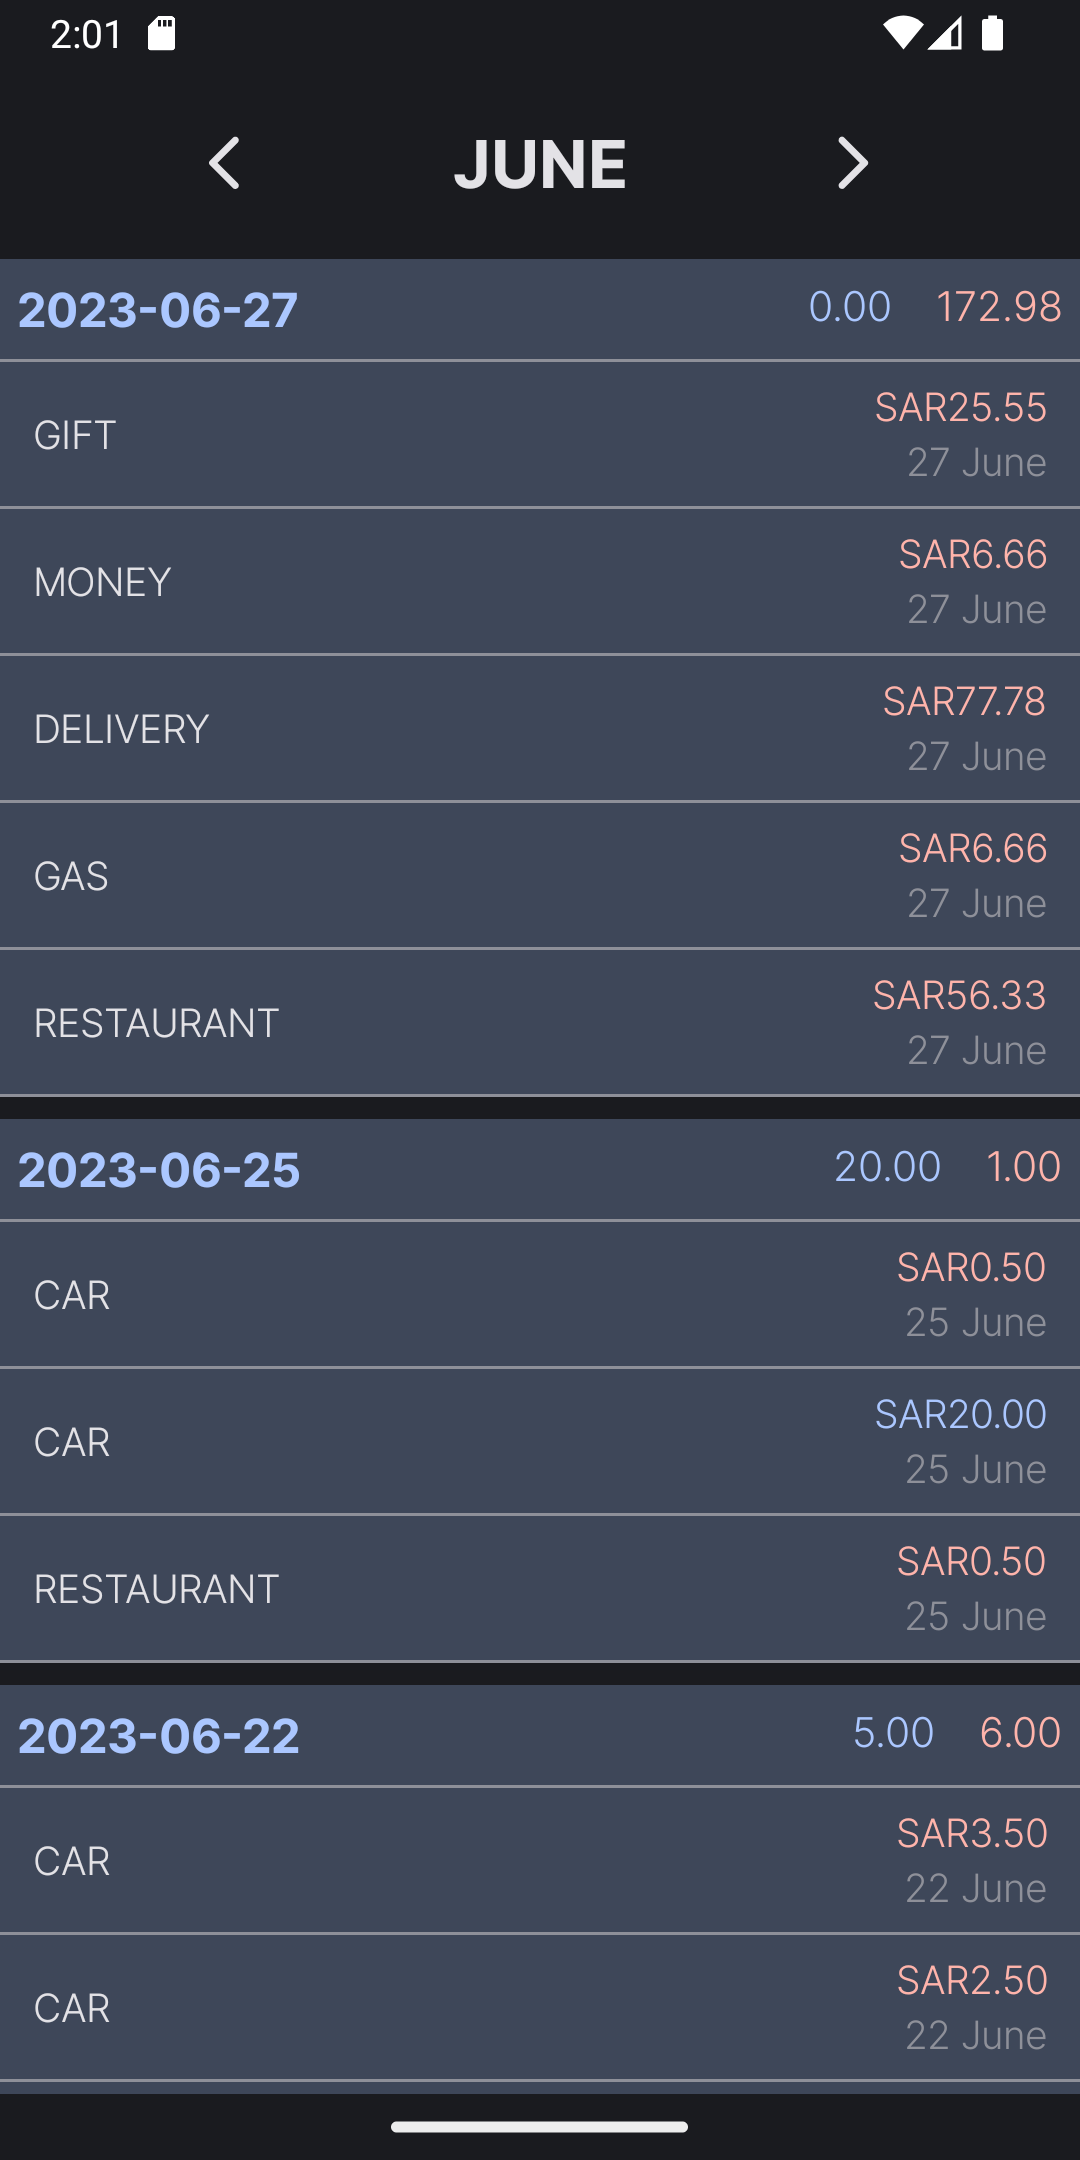 2:01
JUNE
2023-06-27 0.00 172.98
GIFT
SAR25.55
27 June
MONEY
SAR6.66
27 June
DELIVERY
SAR77.78
27 June
GAS
SAR6.66
27 June
RESTAURANT
SAR56.33
27 June
2023-06-25 20.00 1.00
CAR
SAR0.50
25 June
CAR
SAR20.00
25 June
RESTAURANT
SAR0.50
25 June
2023-06-22 5.00 6.00
CAR
SAR3.50
22 June
CAR
SAR2.50
22 June